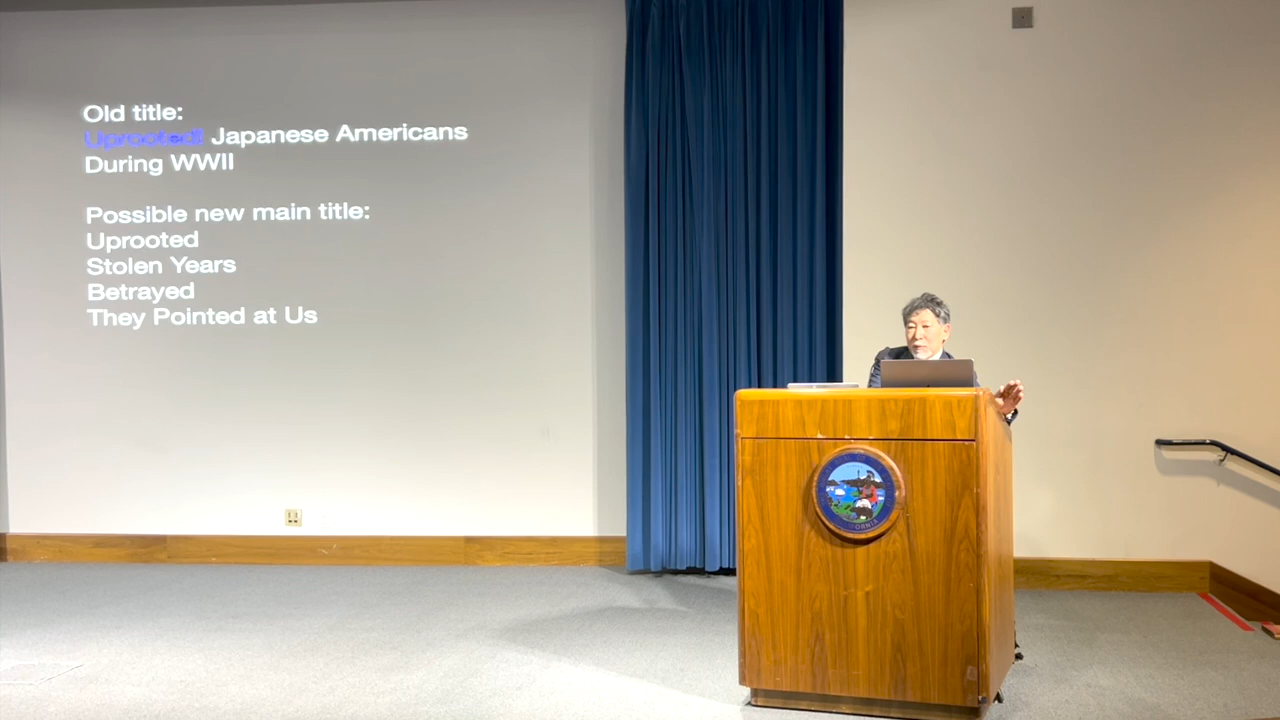 Old title:
Uprooted! Japanese Americans
During WWII
Possible new main title:
Uprooted
Stolen Years
Betrayed
They Pointed at Us